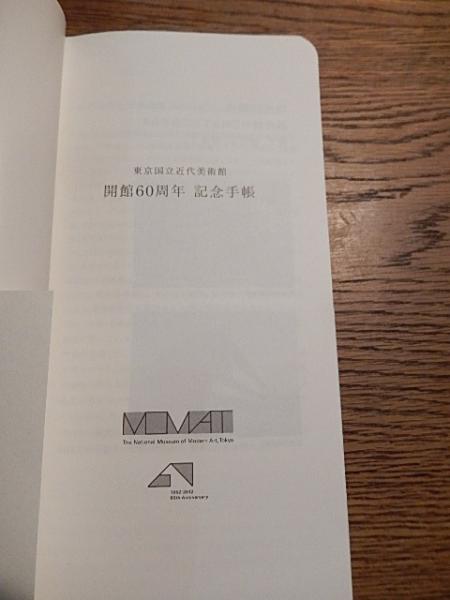 東京国立近代美術館
開館60周年 記念手帳
MOMAT
The National Museum of Modern Art, Tokyo
1952-2012
60th Anniversary